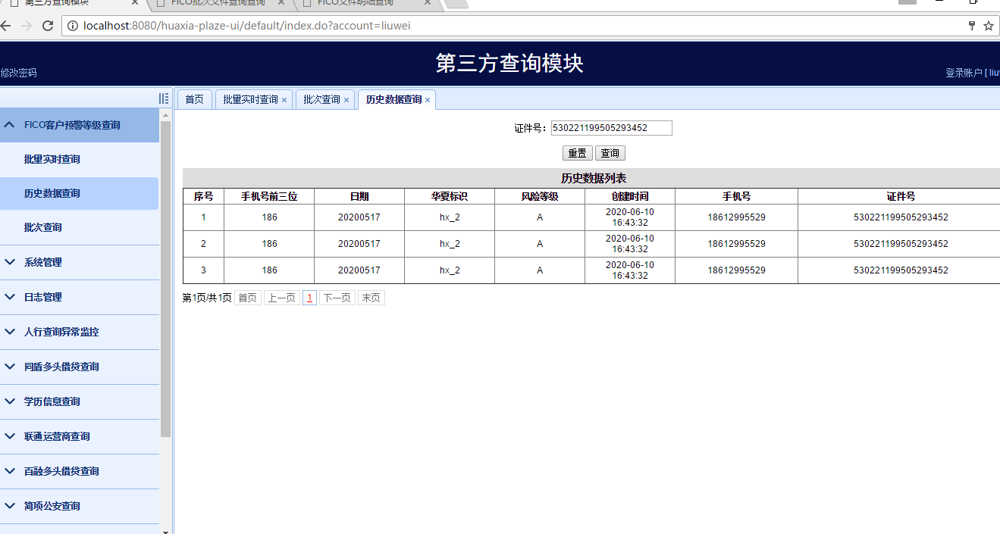 第三方查询模块
FICO批次文件查询查询
FICO文件明细查询
localhost:8080/huaxia-plaze-ui/default/index.do?account=liuwei
第三方查询模块
修改密码
登录账户 [ liuw
首页
批量实时查询 ×
批次查询 ×
历史数据查询 ×
FICO客户预警等级查询
批量实时查询
历史数据查询
批次查询
系统管理
日志管理
人行查询异常监控
同盾多头借贷查询
学历信息查询
联通运营商查询
百融多头借贷查询
简项公安查询
证件号: 530221199505293452
重置 查询
历史数据列表
序号 手机号前三位 日期 华夏标识 风险等级 创建时间 手机号 证件号
1 186 20200517 hx_2 A 2020-06-10 16:43:32 18612995529 530221199505293452
2 186 20200517 hx_2 A 2020-06-10 16:43:32 18612995529 530221199505293452
3 186 20200517 hx_2 A 2020-06-10 16:43:32 18612995529 530221199505293452
第1页/共1页 首页 上一页 1 下一页 末页